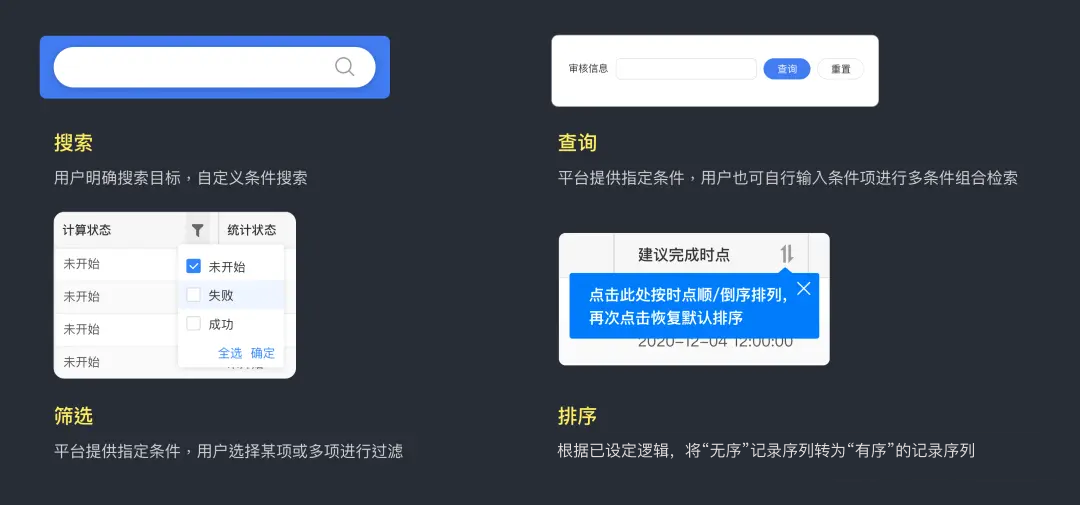 审核信息 查询 重置
搜索
用户明确搜索目标，自定义条件搜索
查询
平台提供指定条件，用户也可自行输入条件项进行多条件组合检索
计算状态 统计状态
未开始
未开始
未开始
未开始
未开始
失败
成功
全选 确定
建议完成时点
点击此处按时点顺/倒序排列，
再次点击恢复默认排序
2020-12-04 12:00:00
筛选
平台提供指定条件，用户选择某项或多项进行过滤
排序
根据已设定逻辑，将“无序”记录序列转为“有序”的记录序列